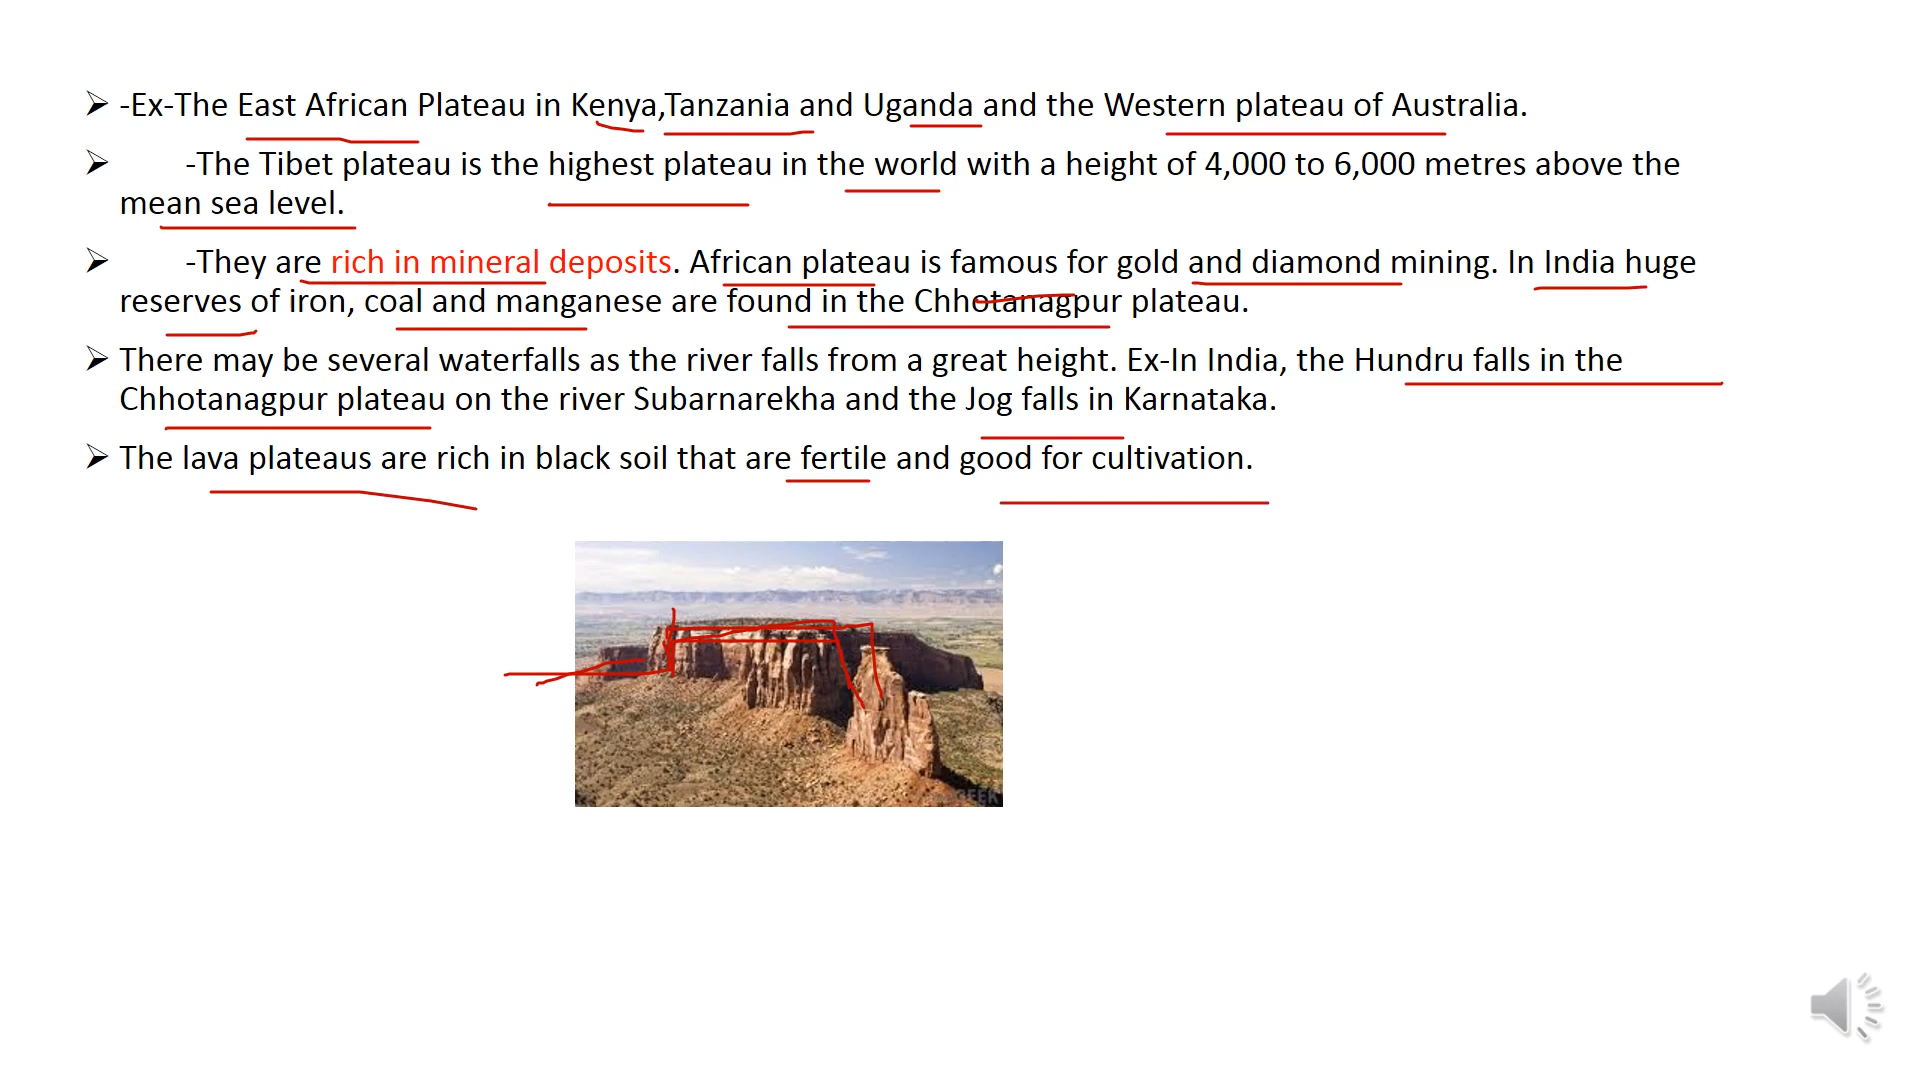 ➢ -Ex-The East African Plateau in Kenya,Tanzania and Uganda and the Western plateau of Australia.
➢ -The Tibet plateau is the highest plateau in the world with a height of 4,000 to 6,000 metres above the
mean sea level.
➢ -They are rich in mineral deposits. African plateau is famous for gold and diamond mining. In India huge
reserves of iron, coal and manganese are found in the Chhotanagpur plateau.
➢ There may be several waterfalls as the river falls from a great height. Ex-In India, the Hundru falls in the
Chhotanagpur plateau on the river Subarnarekha and the Jog falls in Karnataka.
➢ The lava plateaus are rich in black soil that are fertile and good for cultivation.